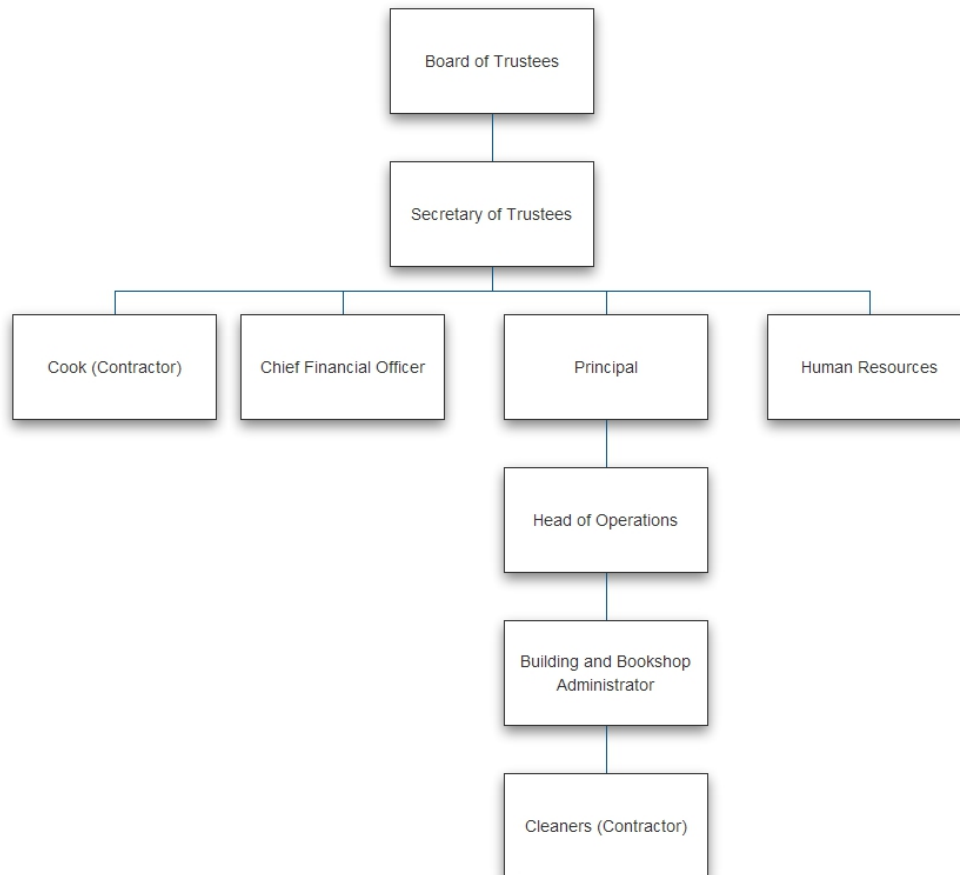 Board of Trustees
Secretary of Trustees
Cook (Contractor)
Chief Financial Officer
Principal
Human Resources
Head of Operations
Building and Bookshop
Administrator
Cleaners (Contractor)